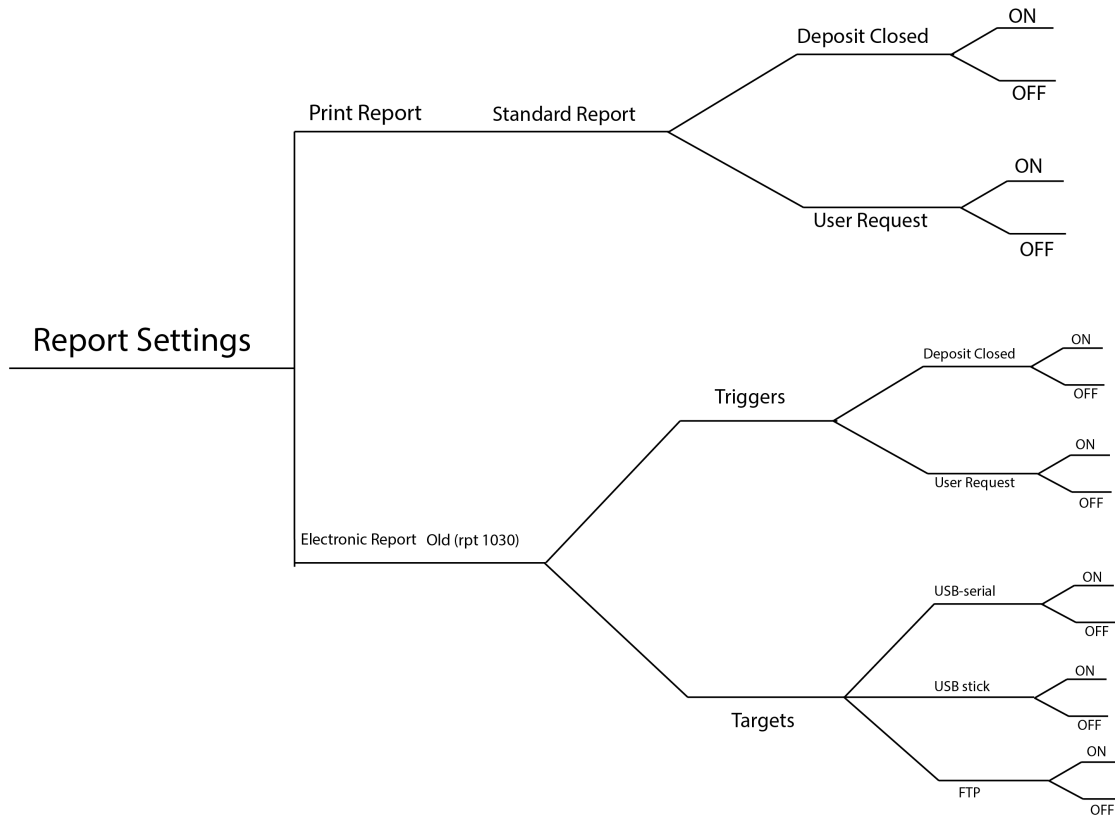 ON
Deposit Closed
OFF
Print Report
Standard Report
ON
User Request
OFF
Report Settings
ON
Deposit Closed
OFF
Triggers
ON
User Request
OFF
Electronic Report Old (rpt 1030)
ON
USB-serial
OFF
ON
USB stick
OFF
Targets
ON
FTP
OFF